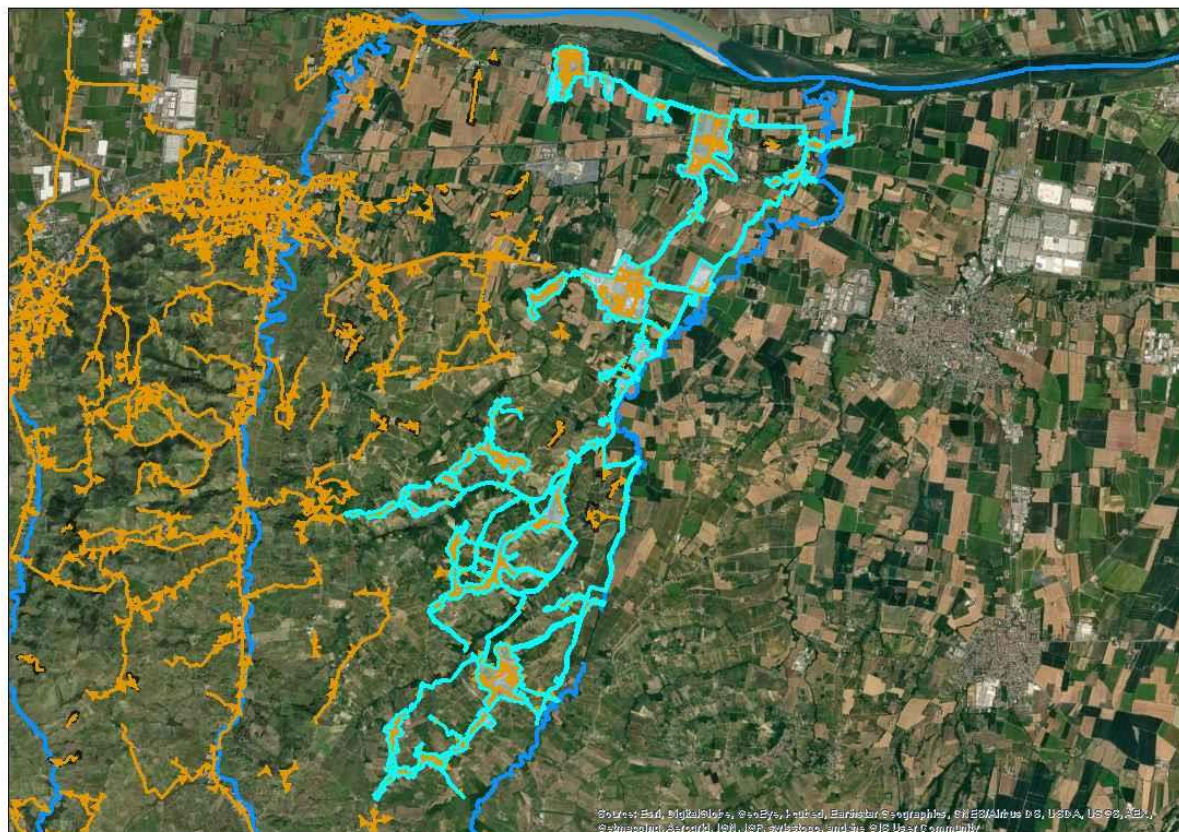 Source: Esri, DigitalGlobe, GeoEye, i-cubed, Earthstar Geographics, CNES/Airbus DS, USDA, USGS, AEX,
Getmapping, Aerogrid, IGN, IGP, swisstopo, and the GIS User Community